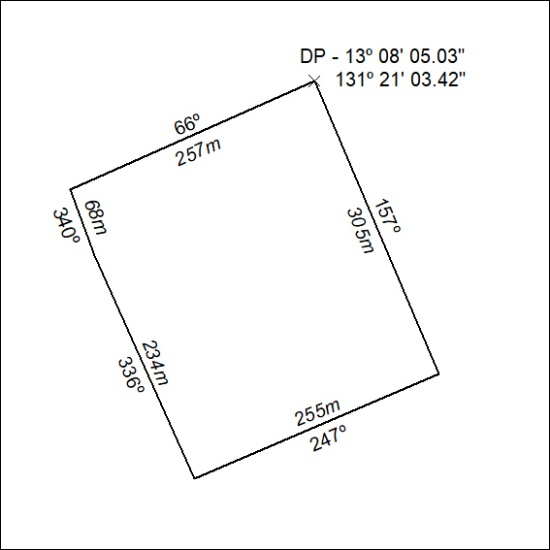 DP - 13º 08' 05.03"
131º 21' 03.42"
66º
257m
68m
340º
157º
305m
234m
336º
255m
247º